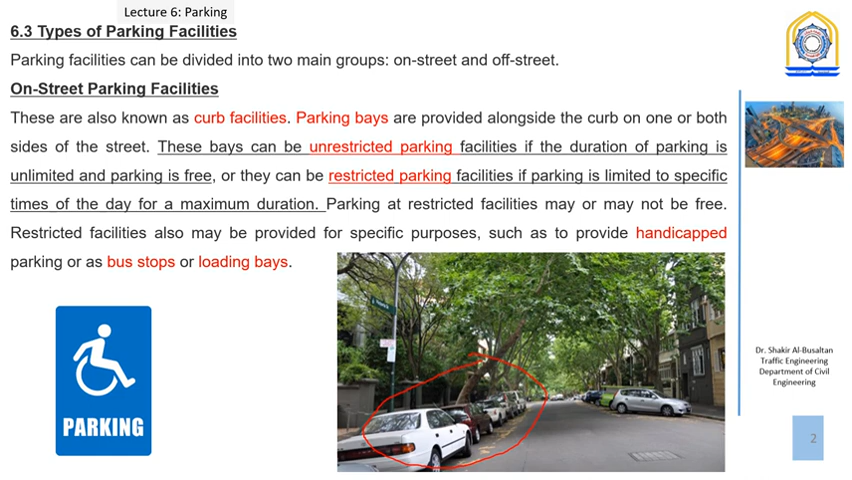 Lecture 6: Parking
6.3 Types of Parking Facilities
Parking facilities can be divided into two main groups: on-street and off-street.
On-Street Parking Facilities
These are also known as curb facilities. Parking bays are provided alongside the curb on one or both
sides of the street. These bays can be unrestricted parking facilities if the duration of parking is
unlimited and parking is free, or they can be restricted parking facilities if parking is limited to specific
times of the day for a maximum duration. Parking at restricted facilities may or may not be free.
Restricted facilities also may be provided for specific purposes, such as to provide handicapped
parking or as bus stops or loading bays.
PARKING
Dr. Shakir Al-Busaltan
Traffic Engineering
Department of Civil
Engineering
2